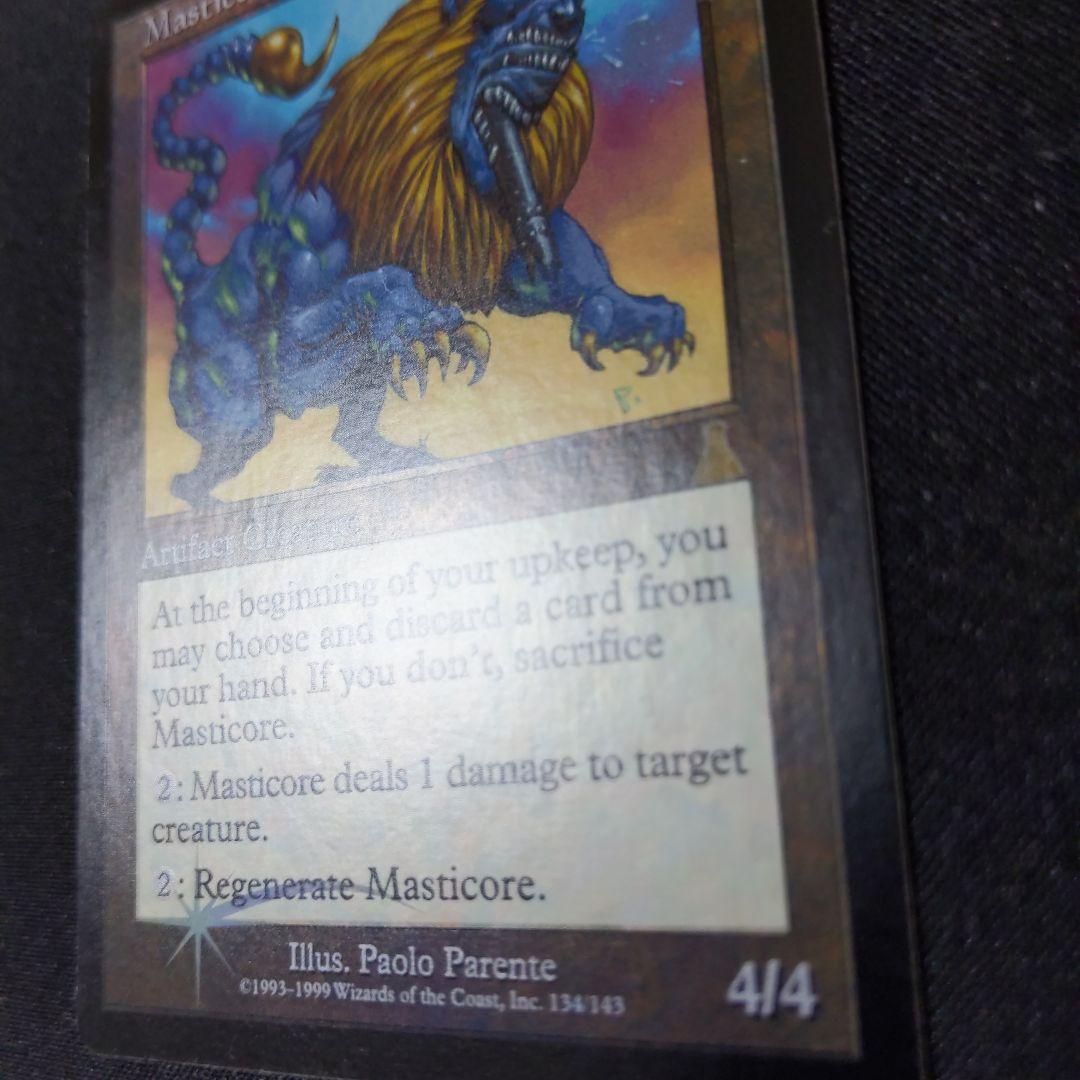 Artifact Creature
At the beginning of your upkeep, you
may choose and discard a card from
your hand. If you don't, sacrifice
Masticore.
2: Masticore deals 1 damage to target
creature.
2: Regenerate Masticore.
Illus. Paolo Parente
©1993-1999 Wizards of the Coast, Inc. 134/143
4/4